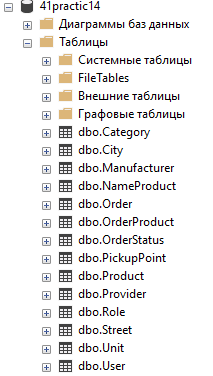 41practic14
Диаграммы баз данных
Таблицы
Системные таблицы
FileTables
Внешние таблицы
Графовые таблицы
dbo.Category
dbo.City
dbo.Manufacturer
dbo.NameProduct
dbo.Order
dbo.OrderProduct
dbo.OrderStatus
dbo.PickupPoint
dbo.Product
dbo.Provider
dbo.Role
dbo.Street
dbo.Unit
dbo.User